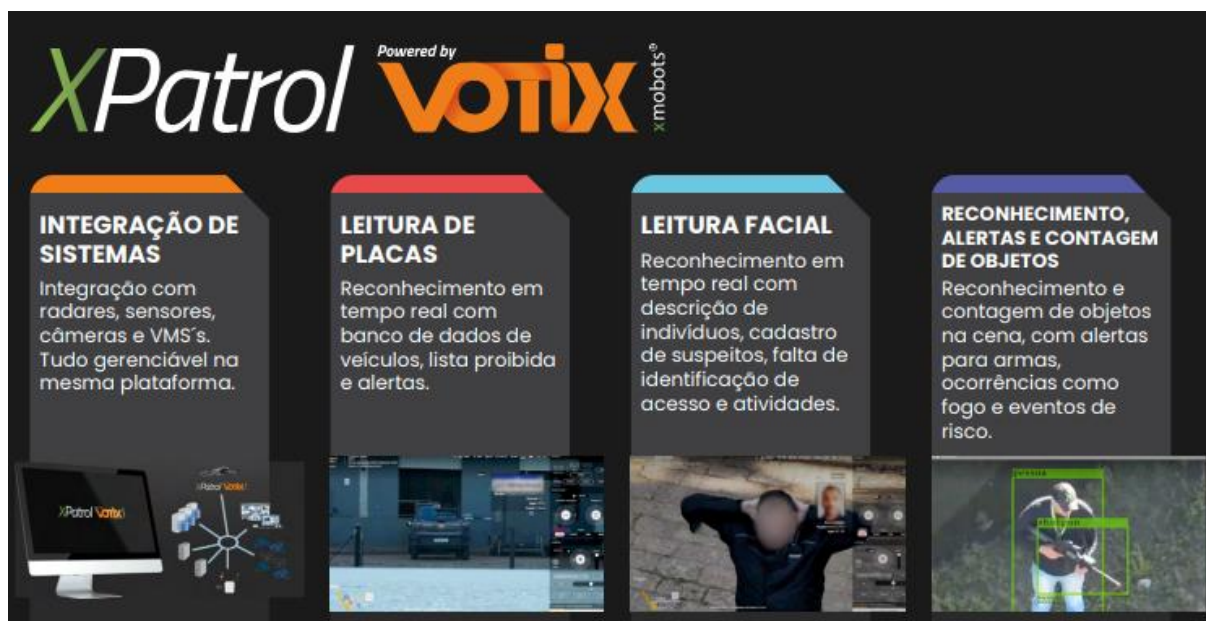 XPatrol
Powered by
VOTIX
xmobots®
INTEGRAÇÃO DE
SISTEMAS
Integração com
radares, sensores,
câmeras e VMS´s.
Tudo gerenciável na
mesma plataforma.
LEITURA DE
PLACAS
Reconhecimento em
tempo real com
banco de dados de
veículos, lista proibida
e alertas.
LEITURA FACIAL
Reconhecimento em
tempo real com
descrição de
indivíduos, cadastro
de suspeitos, falta de
identificação de
acesso e atividades.
RECONHECIMENTO,
ALERTAS E CONTAGEM
DE OBJETOS
Reconhecimento e
contagem de objetos
na cena, com alertas
para armas,
ocorrências como
fogo e eventos de
risco.
XPatrol Votix
XPatrol Votix
person
shotgun